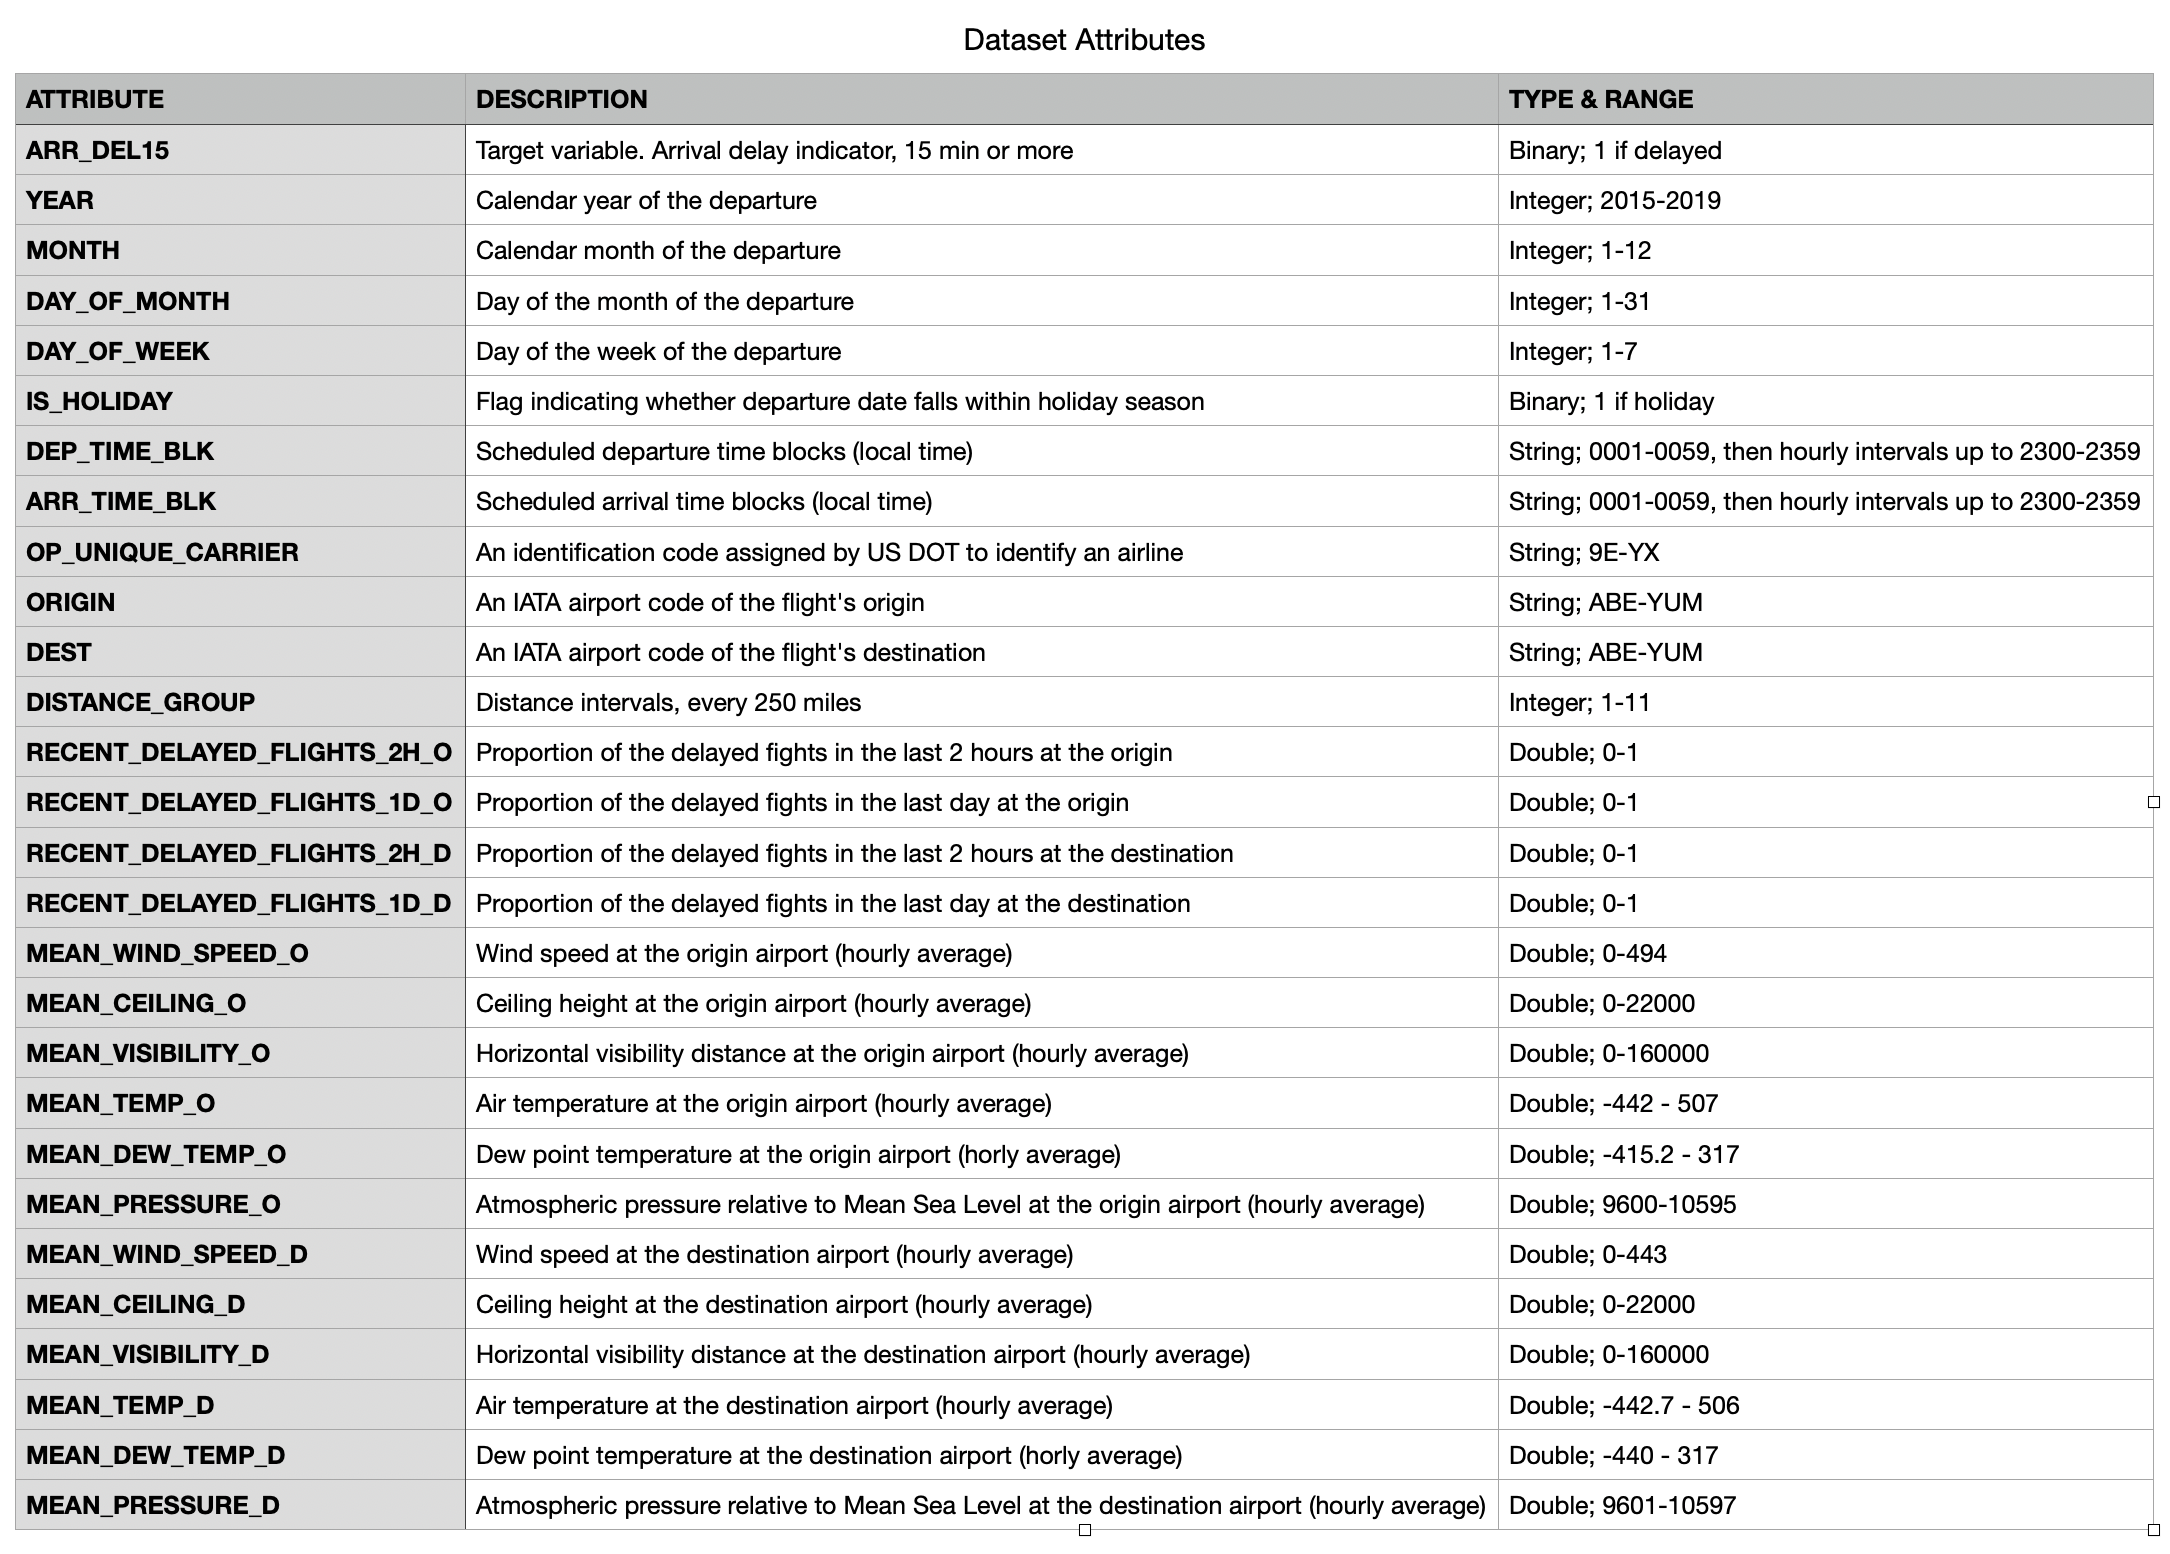 Dataset Attributes
ATTRIBUTE DESCRIPTION TYPE & RANGE
ARR_DEL15 Target variable. Arrival delay indicator, 15 min or more Binary; 1 if delayed
YEAR Calendar year of the departure Integer; 2015-2019
MONTH Calendar month of the departure Integer; 1-12
DAY_OF_MONTH Day of the month of the departure Integer; 1-31
DAY_OF_WEEK Day of the week of the departure Integer; 1-7
IS_HOLIDAY Flag indicating whether departure date falls within holiday season Binary; 1 if holiday
DEP_TIME_BLK Scheduled departure time blocks (local time) String; 0001-0059, then hourly intervals up to 2300-2359
ARR_TIME_BLK Scheduled arrival time blocks (local time) String; 0001-0059, then hourly intervals up to 2300-2359
OP_UNIQUE_CARRIER An identification code assigned by US DOT to identify an airline String; 9E-YX
ORIGIN An IATA airport code of the flight's origin String; ABE-YUM
DEST An IATA airport code of the flight's destination String; ABE-YUM
DISTANCE_GROUP Distance intervals, every 250 miles Integer; 1-11
RECENT_DELAYED_FLIGHTS_2H_O Proportion of the delayed fights in the last 2 hours at the origin Double; 0-1
RECENT_DELAYED_FLIGHTS_1D_O Proportion of the delayed fights in the last day at the origin Double; 0-1
RECENT_DELAYED_FLIGHTS_2H_D Proportion of the delayed fights in the last 2 hours at the destination Double; 0-1
RECENT_DELAYED_FLIGHTS_1D_D Proportion of the delayed fights in the last day at the destination Double; 0-1
MEAN_WIND_SPEED_O Wind speed at the origin airport (hourly average) Double; 0-494
MEAN_CEILING_O Ceiling height at the origin airport (hourly average) Double; 0-22000
MEAN_VISIBILITY_O Horizontal visibility distance at the origin airport (hourly average) Double; 0-160000
MEAN_TEMP_O Air temperature at the origin airport (hourly average) Double; -442 - 507
MEAN_DEW_TEMP_O Dew point temperature at the origin airport (horly average) Double; -415.2 - 317
MEAN_PRESSURE_O Atmospheric pressure relative to Mean Sea Level at the origin airport (hourly average) Double; 9600-10595
MEAN_WIND_SPEED_D Wind speed at the destination airport (hourly average) Double; 0-443
MEAN_CEILING_D Ceiling height at the destination airport (hourly average) Double; 0-22000
MEAN_VISIBILITY_D Horizontal visibility distance at the destination airport (hourly average) Double; 0-160000
MEAN_TEMP_D Air temperature at the destination airport (hourly average) Double; -442.7 - 506
MEAN_DEW_TEMP_D Dew point temperature at the destination airport (horly average) Double; -440 - 317
MEAN_PRESSURE_D Atmospheric pressure relative to Mean Sea Level at the destination airport (hourly average) Double; 9601-10597